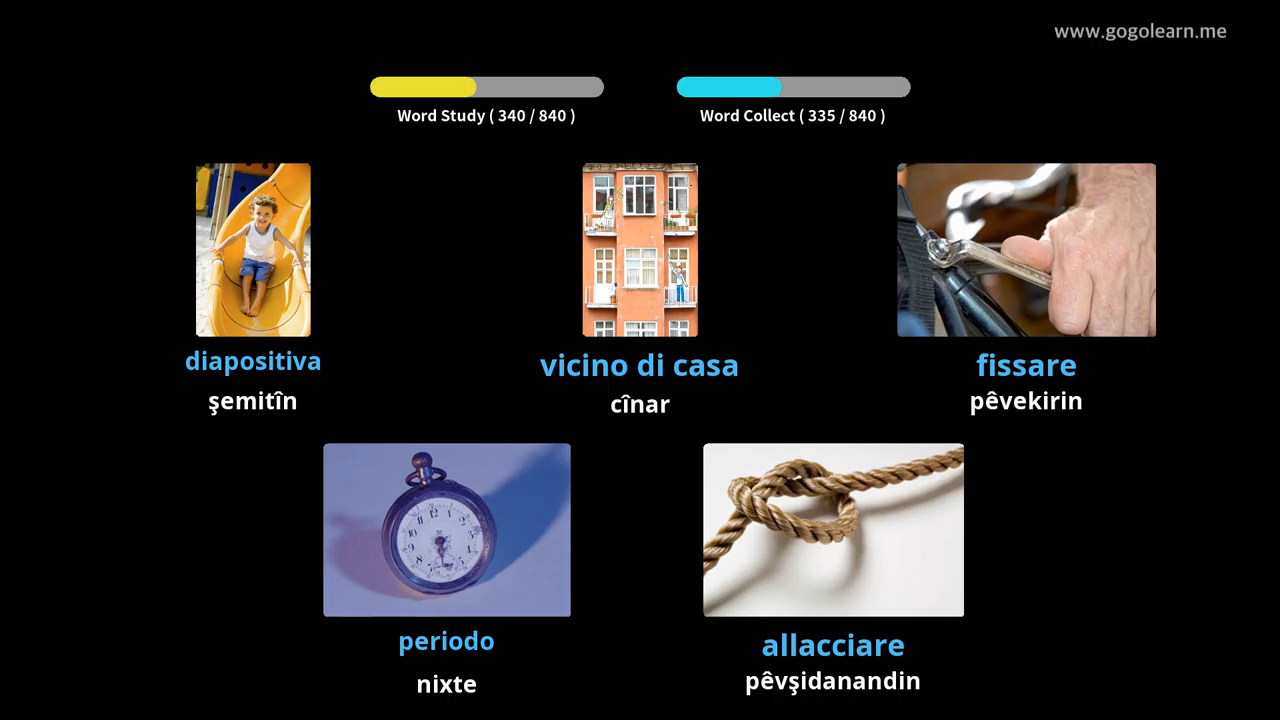 www.gogolearn.me
Word Study ( 340 / 840 )
Word Collect ( 335 / 840 )
diapositiva
şemitîn
vicino di casa
cînar
fissare
pêvekirin
periodo
nixte
allacciare
pêvşidanandin